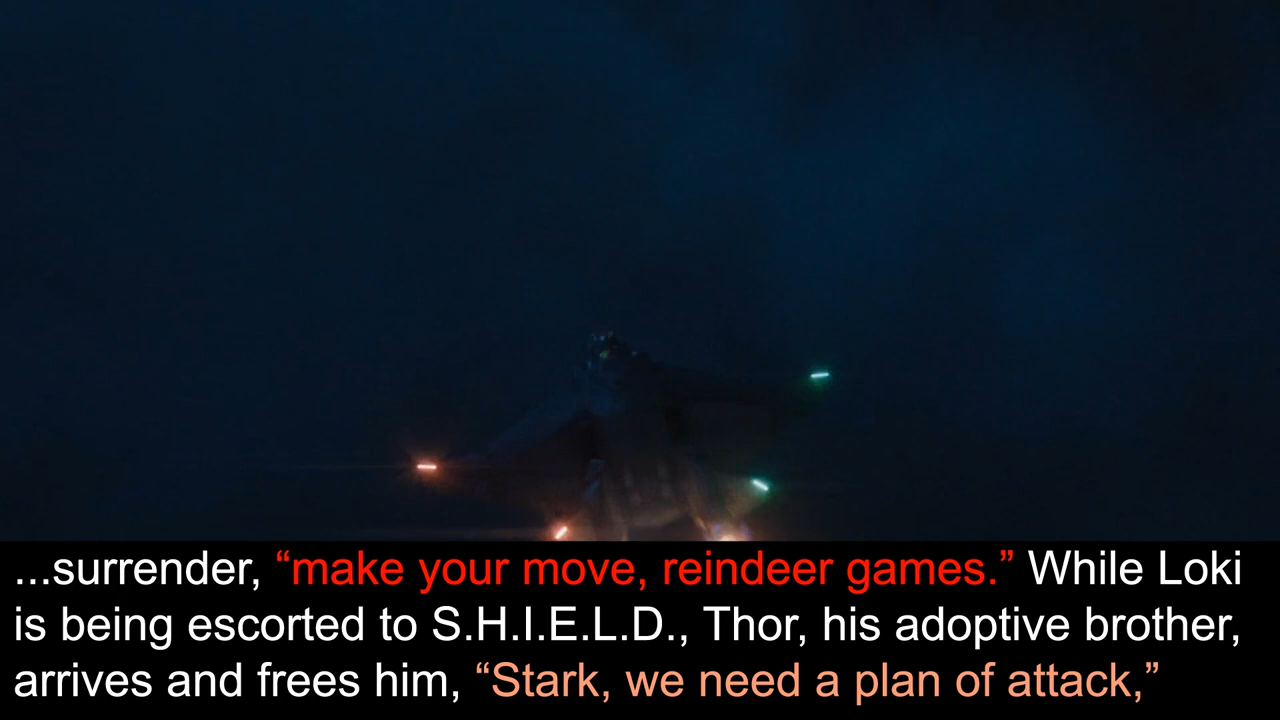 ...surrender, “make your move, reindeer games.” While Loki
is being escorted to S.H.I.E.L.D., Thor, his adoptive brother,
arrives and frees him, “Stark, we need a plan of attack,”